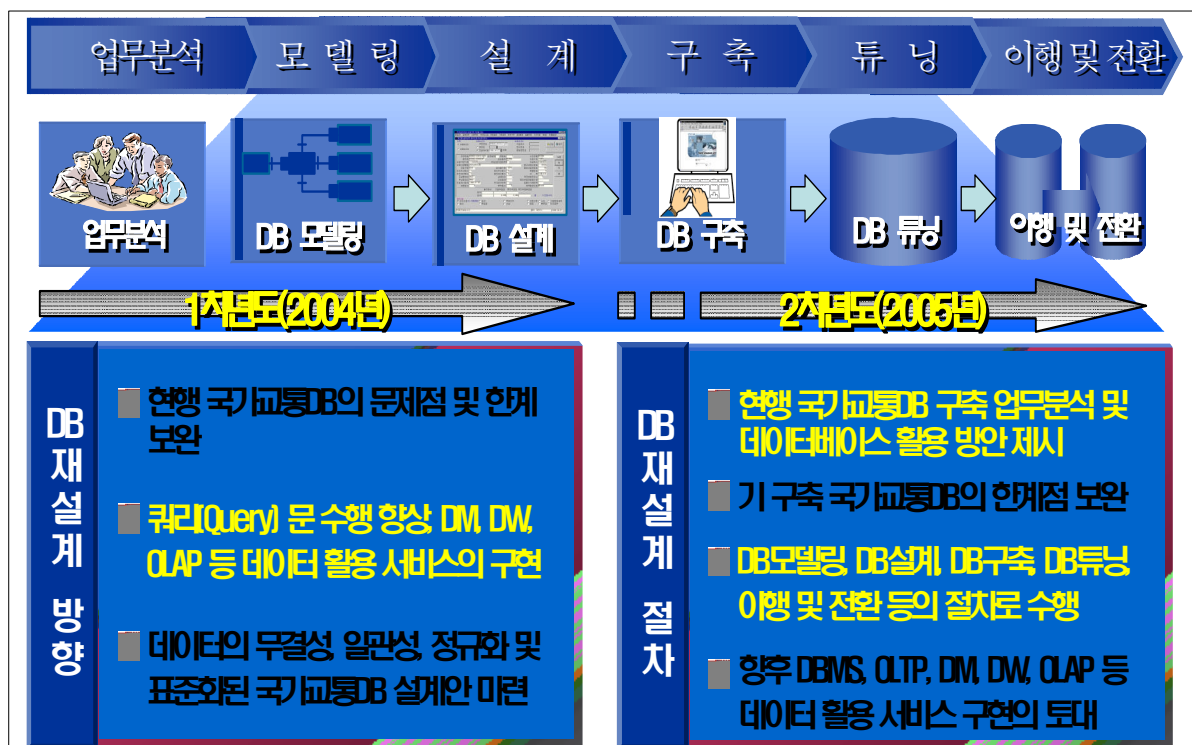 업무분석
모 델 링
설 계
구 축
튜 닝
이행 및 전환
업무분석
DB 모델링
DB 설계
DB 구축
DB 튜닝
이행 및 전환
1차년도(2004년)
2차년도(2005년)
DB 재설계 방향
현행 국가교통DB의 문제점 및 한계
보완
쿼리(Query) 문 수행 향상, DM, DW,
OLAP 등 데이터 활용 서비스의 구현
데이터의 무결성, 일관성, 정규화 및
표준화된 국가교통DB 설계안 마련
DB 재설계 절차
현행 국가교통DB 구축 업무분석 및
데이터베이스 활용 방안 제시
기 구축 국가교통DB의 한계점 보완
DB모델링, DB설계, DB구축, DB튜닝,
이행 및 전환 등의 절차로 수행
향후 DBMS, OLTP, DM, DW, OLAP 등
데이터 활용 서비스 구현의 토대